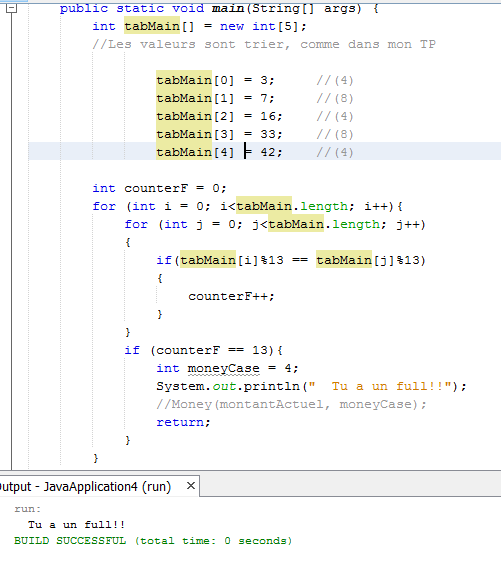 public static void main(String[] args) {
int tabMain[] = new int[5];
//Les valeurs sont trier, comme dans mon TP
tabMain[0] = 3; //(4)
tabMain[1] = 7; //(8)
tabMain[2] = 16; //(4)
tabMain[3] = 33; //(8)
tabMain[4] = 42; //(4)
int counterF = 0;
for (int i = 0; i<tabMain.length; i++){
for (int j = 0; j<tabMain.length; j++)
{
if(tabMain[i]%13 == tabMain[j]%13)
{
counterF++;
}
}
if (counterF == 13){
int moneyCase = 4;
System.out.println("  Tu a un full!!");
//Money(montantActuel, moneyCase);
return;
}
}
Output - JavaApplication4 (run) ×
run:
Tu a un full!!
BUILD SUCCESSFUL (total time: 0 seconds)